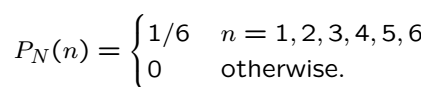 P_N(n) = { 1/6 n = 1, 2, 3, 4, 5, 6
0 otherwise.